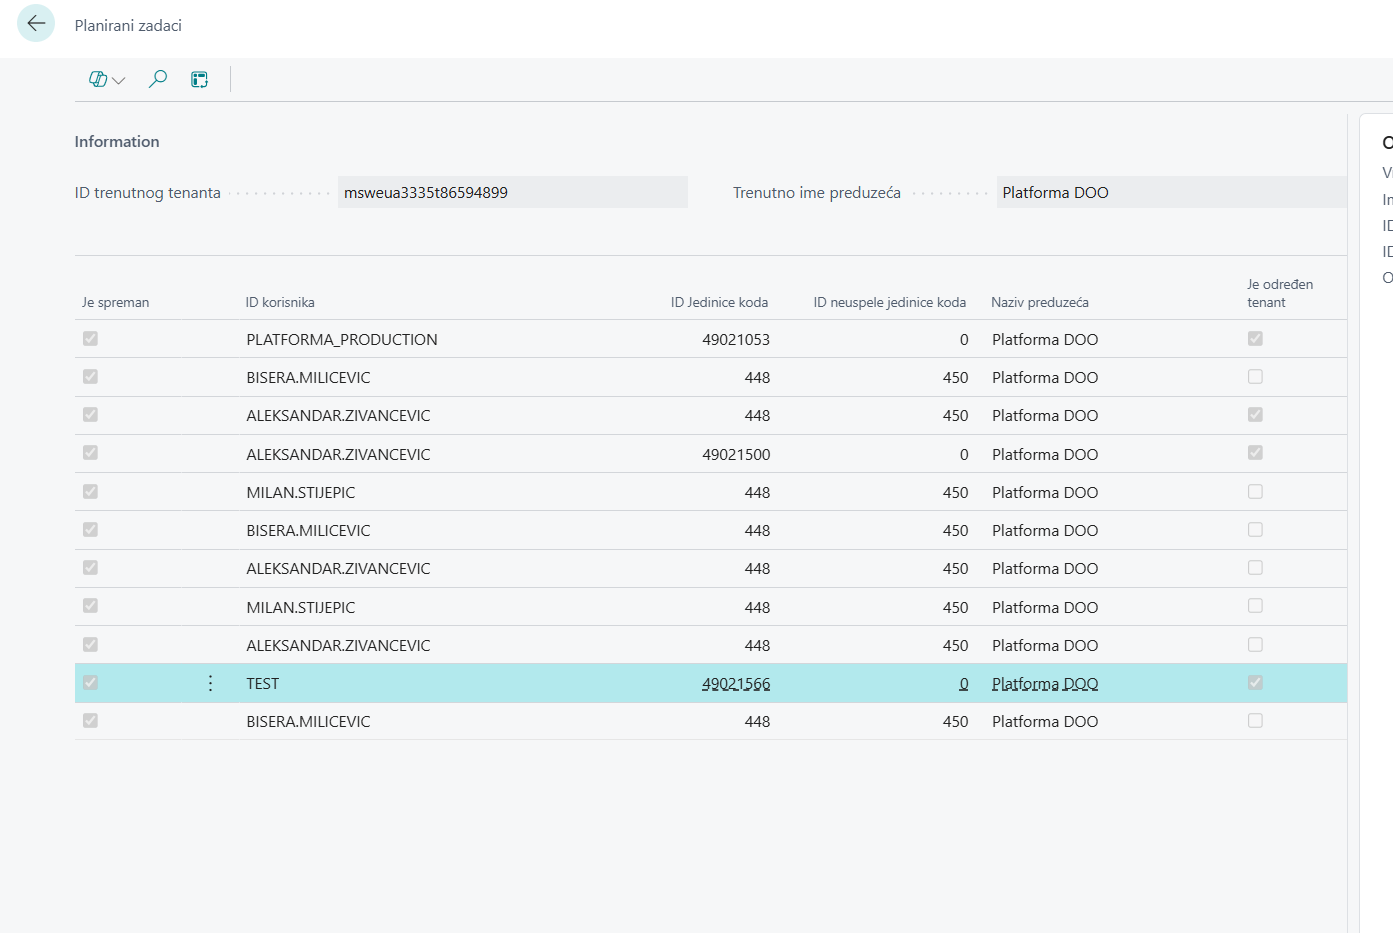 Planirani zadaci
Information
ID trenutnog tenanta msweua3335t86594899 Trenutno ime preduzeća Platforma DOO
Je spreman ID korisnika ID Jedinice koda ID neuspele jedinice koda Naziv preduzeća Je određen tenant
PLATFORMA_PRODUCTION 49021053 0 Platforma DOO
BISERA.MILICEVIC 448 450 Platforma DOO
ALEKSANDAR.ZIVANCEVIC 448 450 Platforma DOO
ALEKSANDAR.ZIVANCEVIC 49021500 0 Platforma DOO
MILAN.STIJEPIC 448 450 Platforma DOO
BISERA.MILICEVIC 448 450 Platforma DOO
ALEKSANDAR.ZIVANCEVIC 448 450 Platforma DOO
MILAN.STIJEPIC 448 450 Platforma DOO
ALEKSANDAR.ZIVANCEVIC 448 450 Platforma DOO
TEST 49021566 0 Platforma DOO
BISERA.MILICEVIC 448 450 Platforma DOO